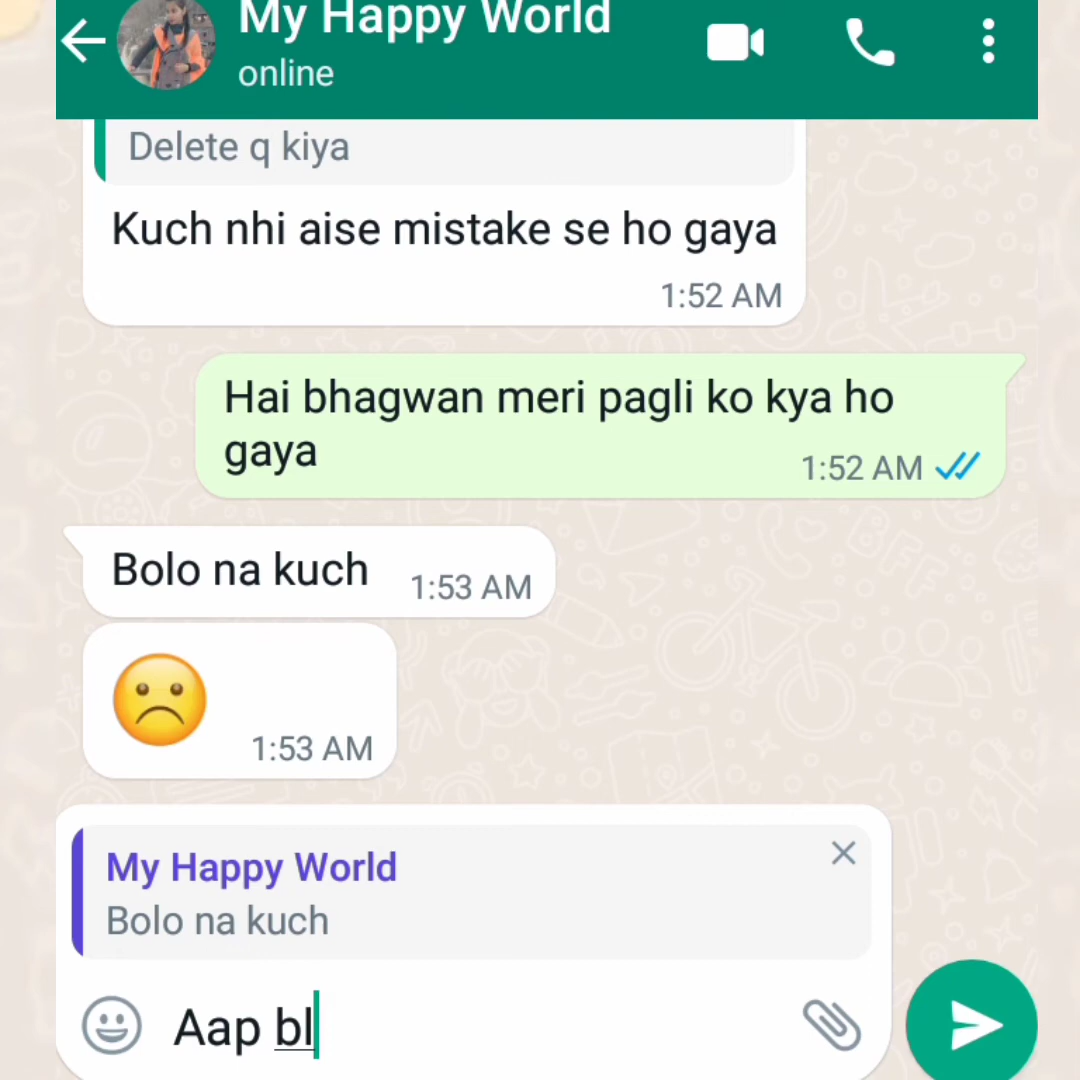 My Happy World
online
Delete q kiya
Kuch nhi aise mistake se ho gaya
1:52 AM
Hai bhagwan meri pagli ko kya ho
gaya
1:52 AM
Bolo na kuch 1:53 AM
1:53 AM
My Happy World
Bolo na kuch
Aap bl